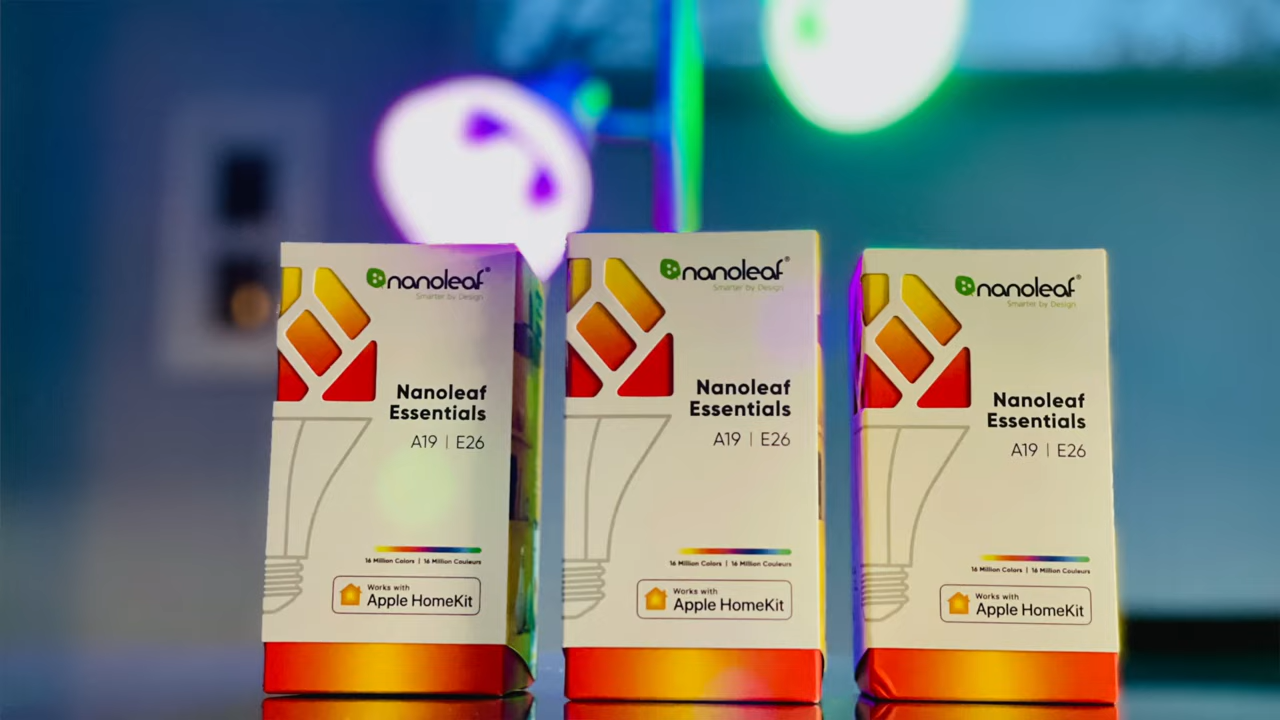 nanoleaf®
Smarter by Design
Nanoleaf
Essentials
A19 | E26
16 Million Colors | 16 Million Couleurs
Works with
Apple HomeKit
nanoleaf®
Smarter by Design
Nanoleaf
Essentials
A19 | E26
16 Million Colors | 16 Million Couleurs
Works with
Apple HomeKit
nanoleaf®
Smarter by Design
Nanoleaf
Essentials
A19 | E26
16 Million Colors | 16 Million Couleurs
Works with
Apple HomeKit